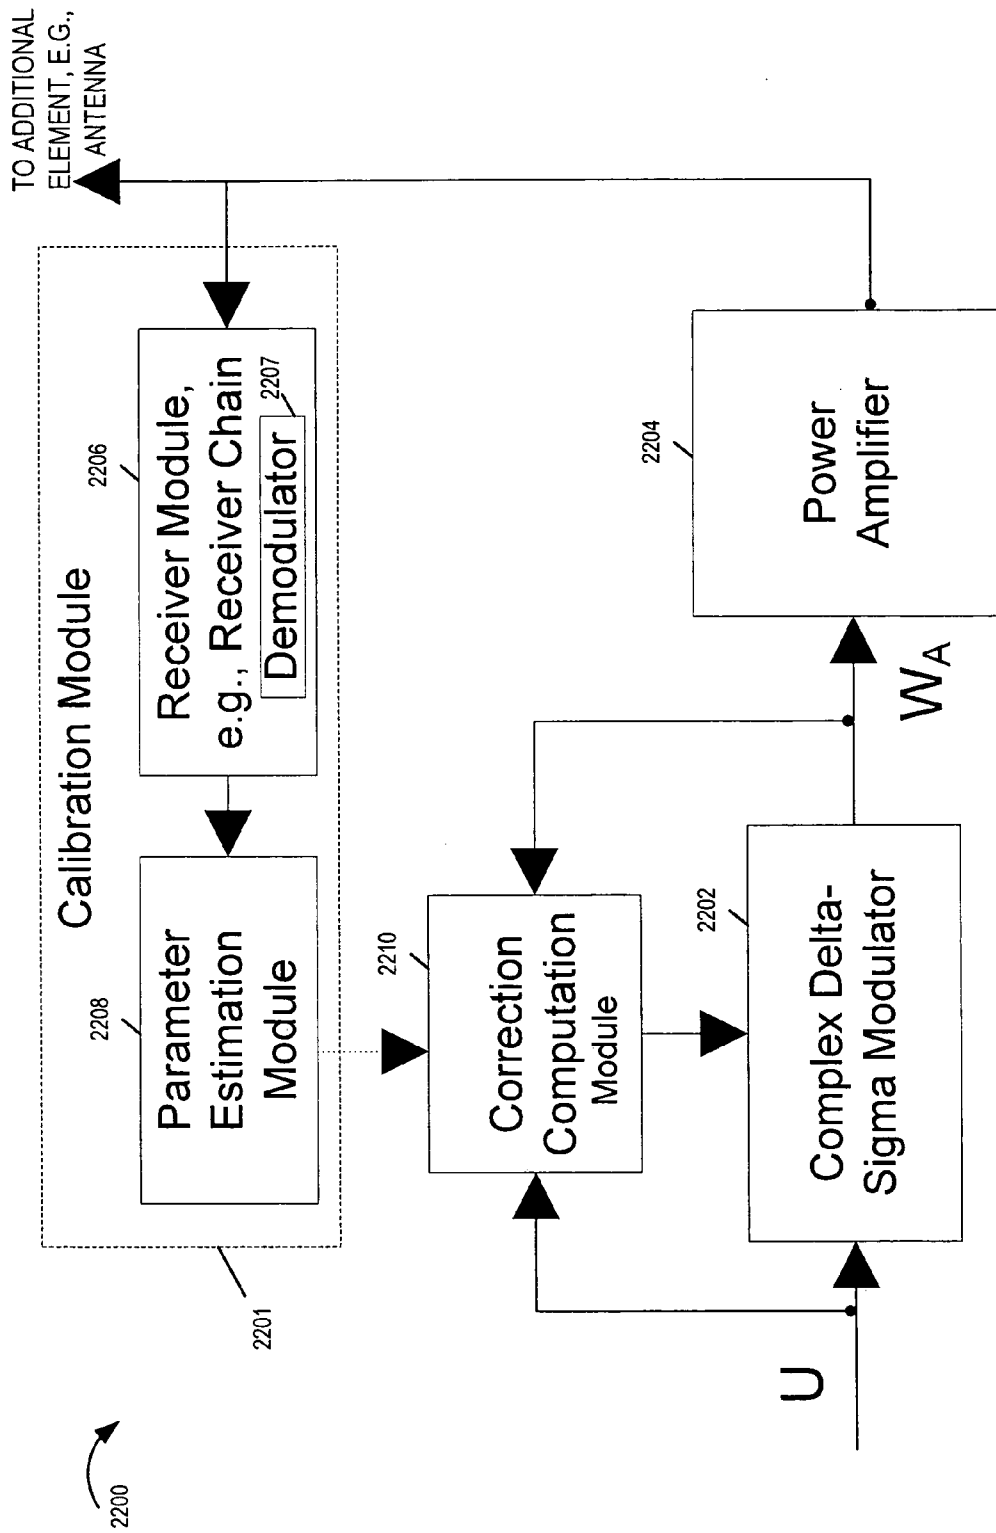 2200
2201
Calibration Module
2208
Parameter
Estimation
Module
2206
Receiver Module,
e.g., Receiver Chain
2207
Demodulator
TO ADDITIONAL
ELEMENT, E.G.,
ANTENNA
2210
Correction
Computation
Module
U
2202
Complex Delta-
Sigma Modulator
WA
2204
Power
Amplifier